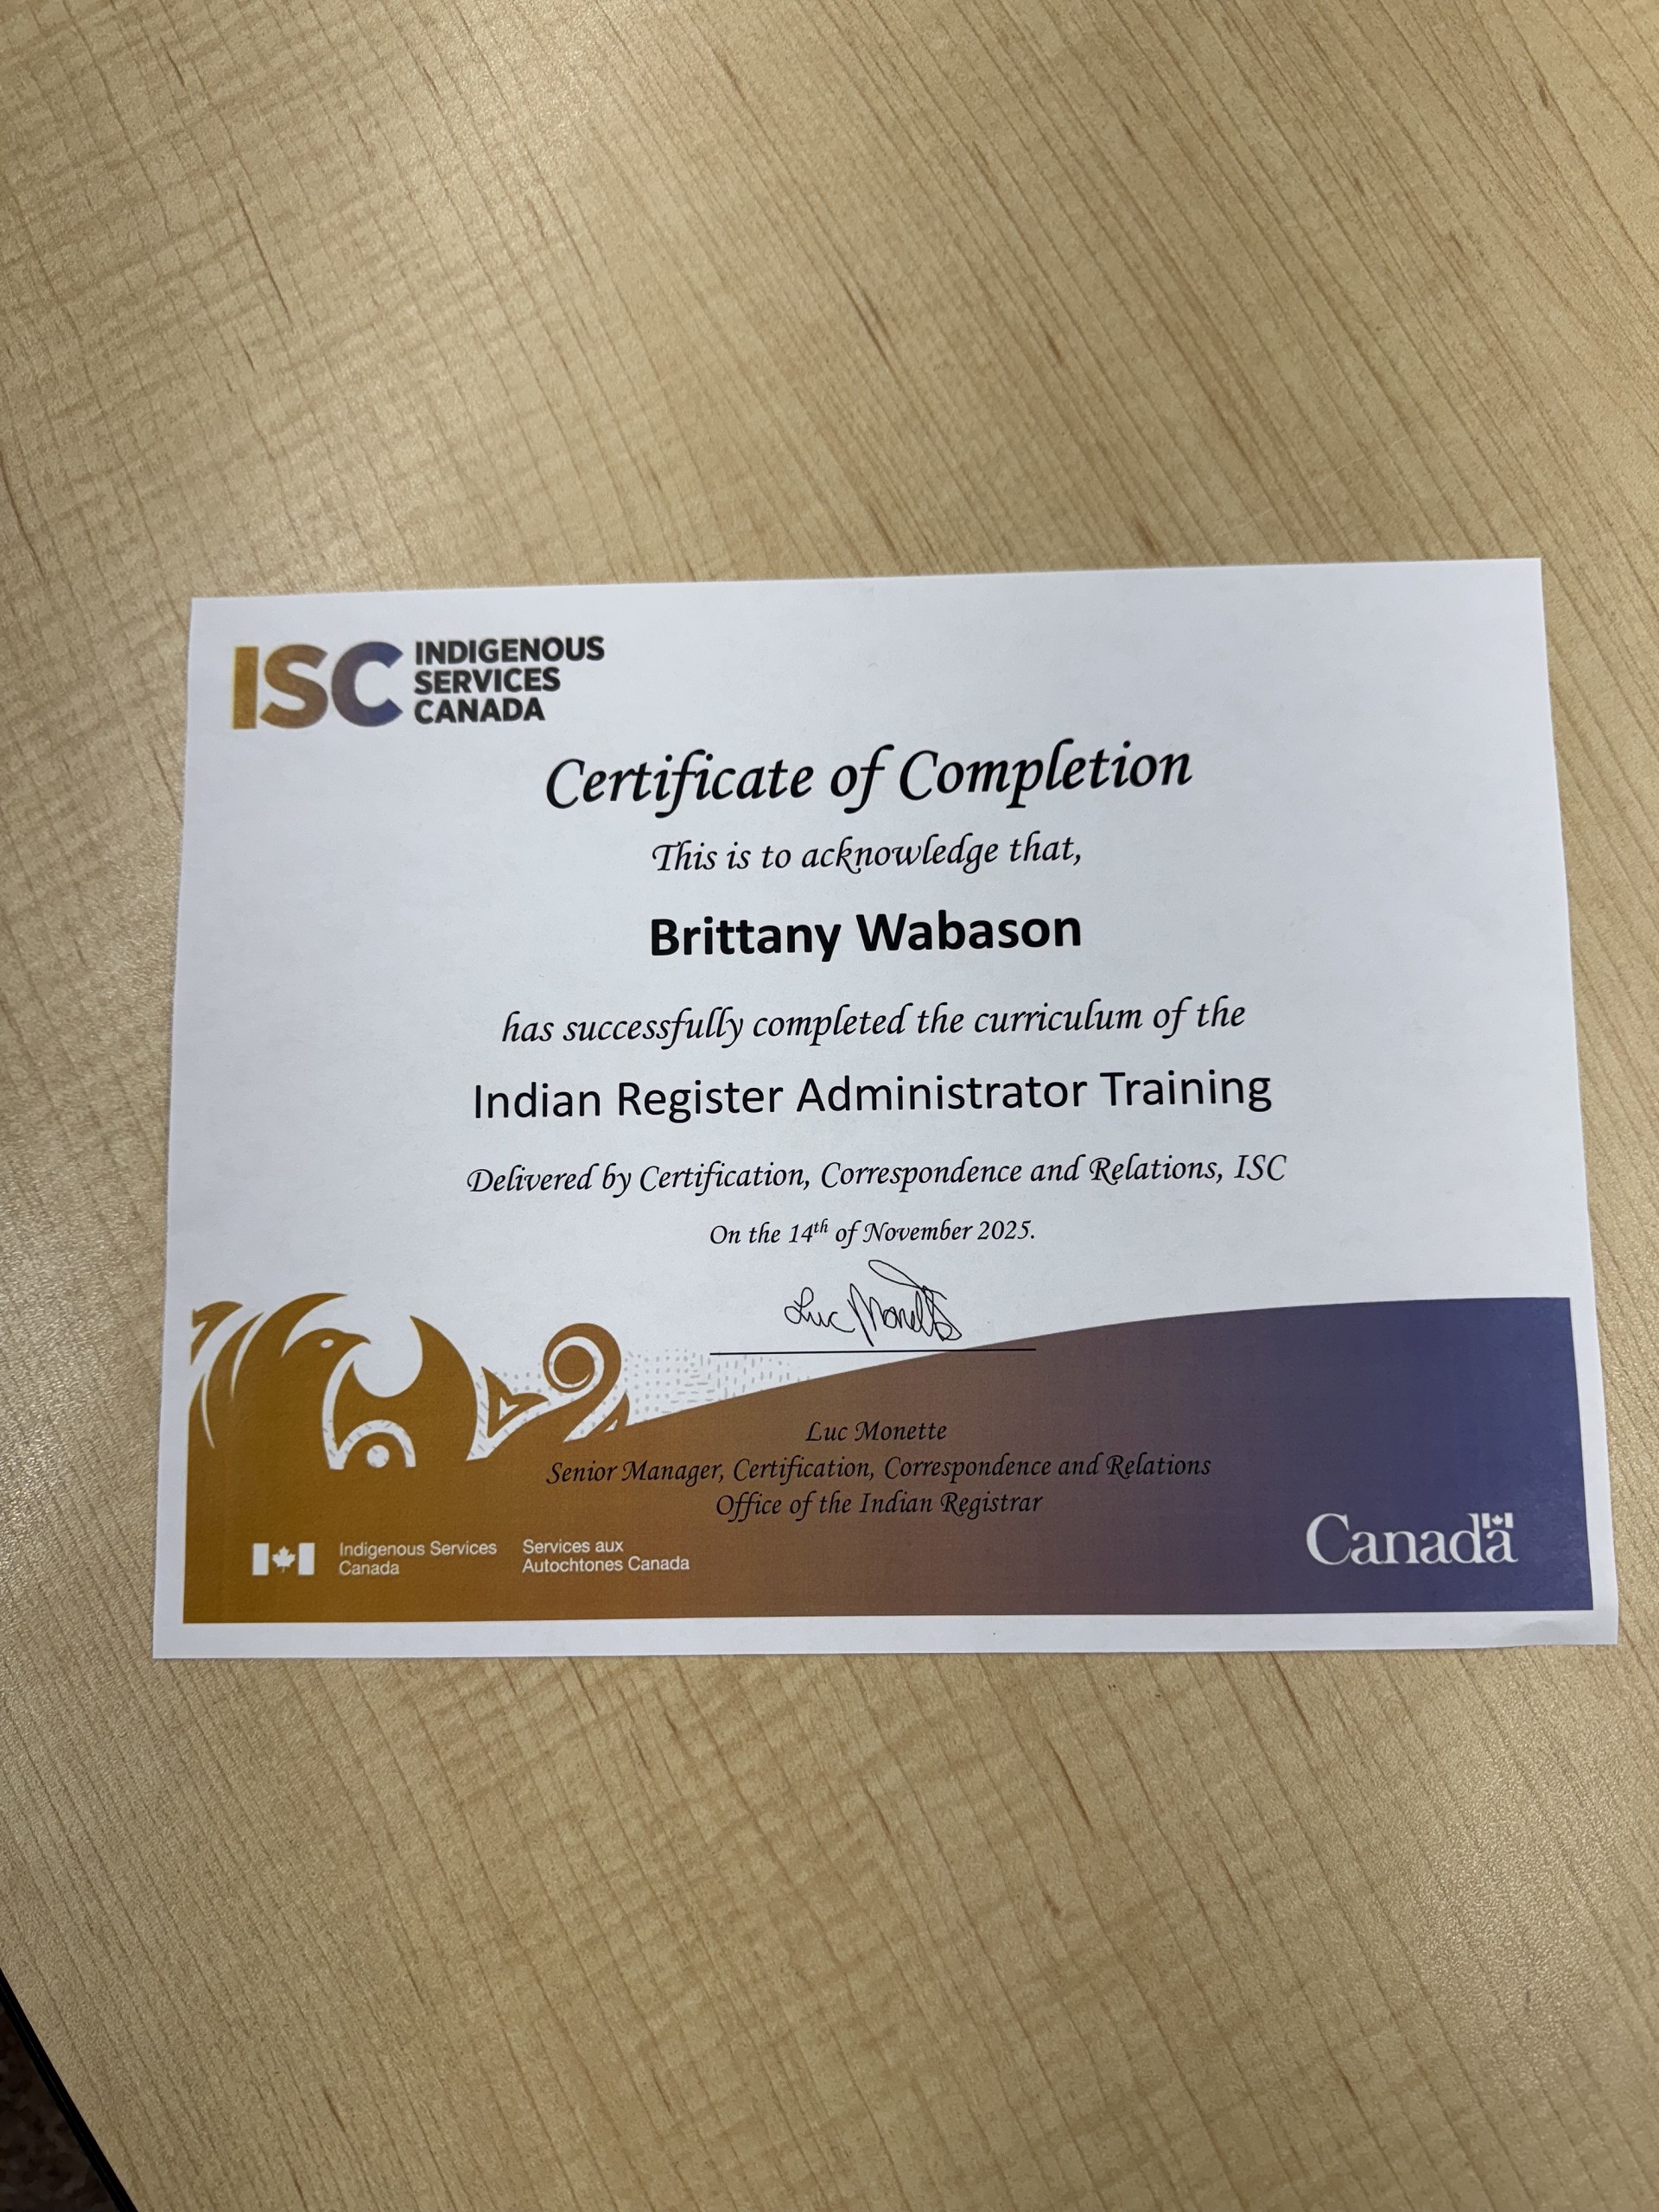 ISC INDIGENOUS
SERVICES
CANADA
Certificate of Completion
This is to acknowledge that,
Brittany Wabason
has successfully completed the curriculum of the
Indian Register Administrator Training
Delivered by Certification, Correspondence and Relations, ISC
On the 14th of November 2025.
Luc Monette
Luc Monette
Senior Manager, Certification, Correspondence and Relations
Office of the Indian Registrar
Indigenous Services
Canada
Services aux
Autochtones Canada
Canada